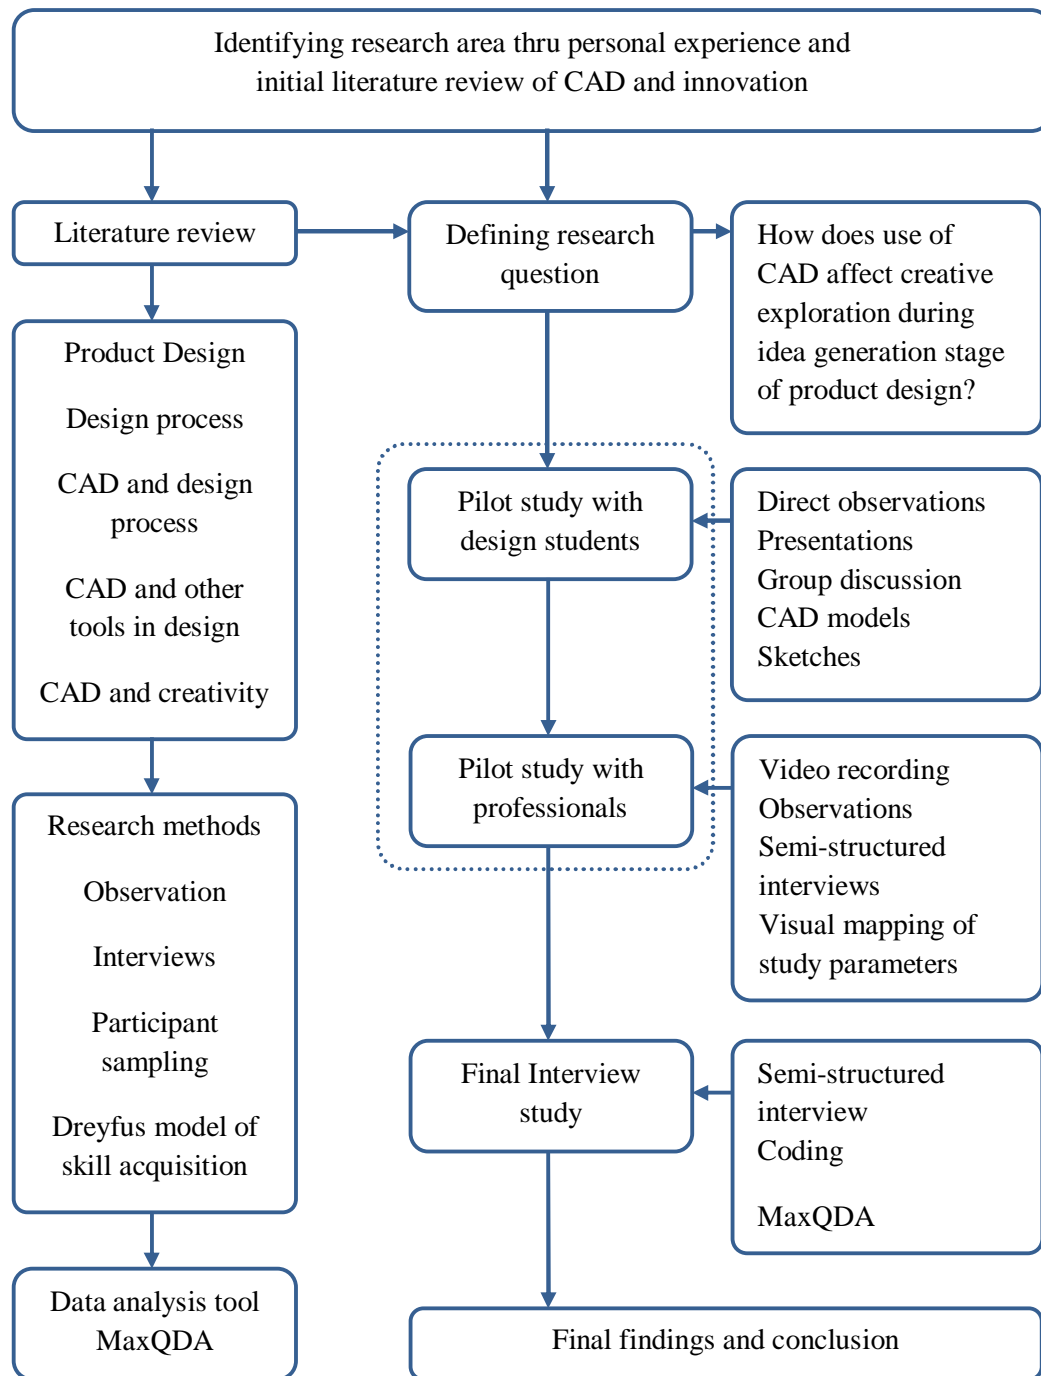 Identifying research area thru personal experience and
initial literature review of CAD and innovation
Literature review
Defining research
question
How does use of
CAD affect creative
exploration during
idea generation stage
of product design?
Product Design
Design process
CAD and design
process
CAD and other
tools in design
CAD and creativity
Pilot study with
design students
Direct observations
Presentations
Group discussion
CAD models
Sketches
Pilot study with
professionals
Video recording
Observations
Semi-structured
interviews
Visual mapping of
study parameters
Research methods
Observation
Interviews
Participant
sampling
Dreyfus model of
skill acquisition
Final Interview
study
Semi-structured
interview
Coding
MaxQDA
Data analysis tool
MaxQDA
Final findings and conclusion